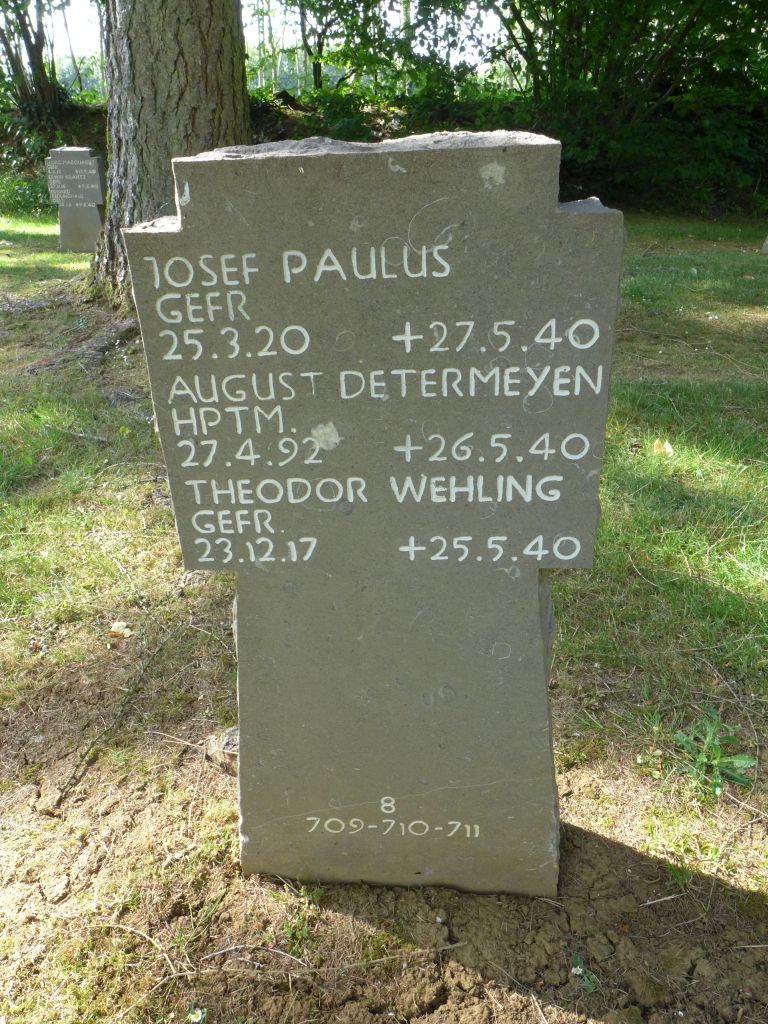 JOSEF PAULUS
GEFR
25.3.20 +27.5.40
AUGUST DETERMEYEN
HPTM.
27.4.92 +26.5.40
THEODOR WEHLING
GEFR.
23.12.17 +25.5.40
8
709-710-711